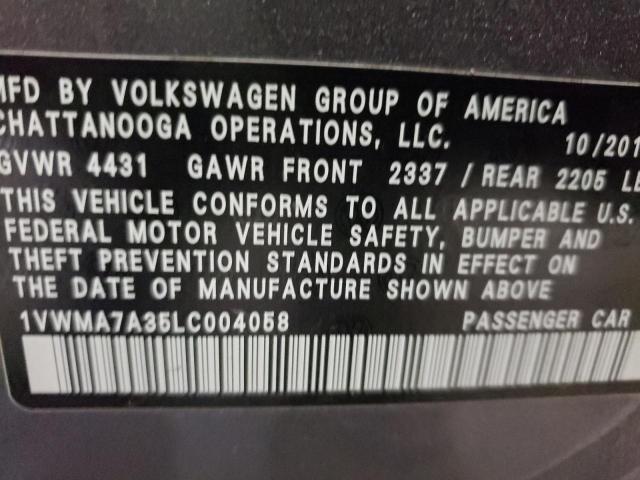 MFD BY VOLKSWAGEN GROUP OF AMERICA
CHATTANOOGA OPERATIONS, LLC. 10/201
GVWR 4431 GAWR FRONT 2337 / REAR 2205 LB
THIS VEHICLE CONFORMS TO ALL APPLICABLE U.S.
FEDERAL MOTOR VEHICLE SAFETY, BUMPER AND
THEFT PREVENTION STANDARDS IN EFFECT ON
THE DATE OF MANUFACTURE SHOWN ABOVE
1VWMA7A35LC004058 PASSENGER CAR